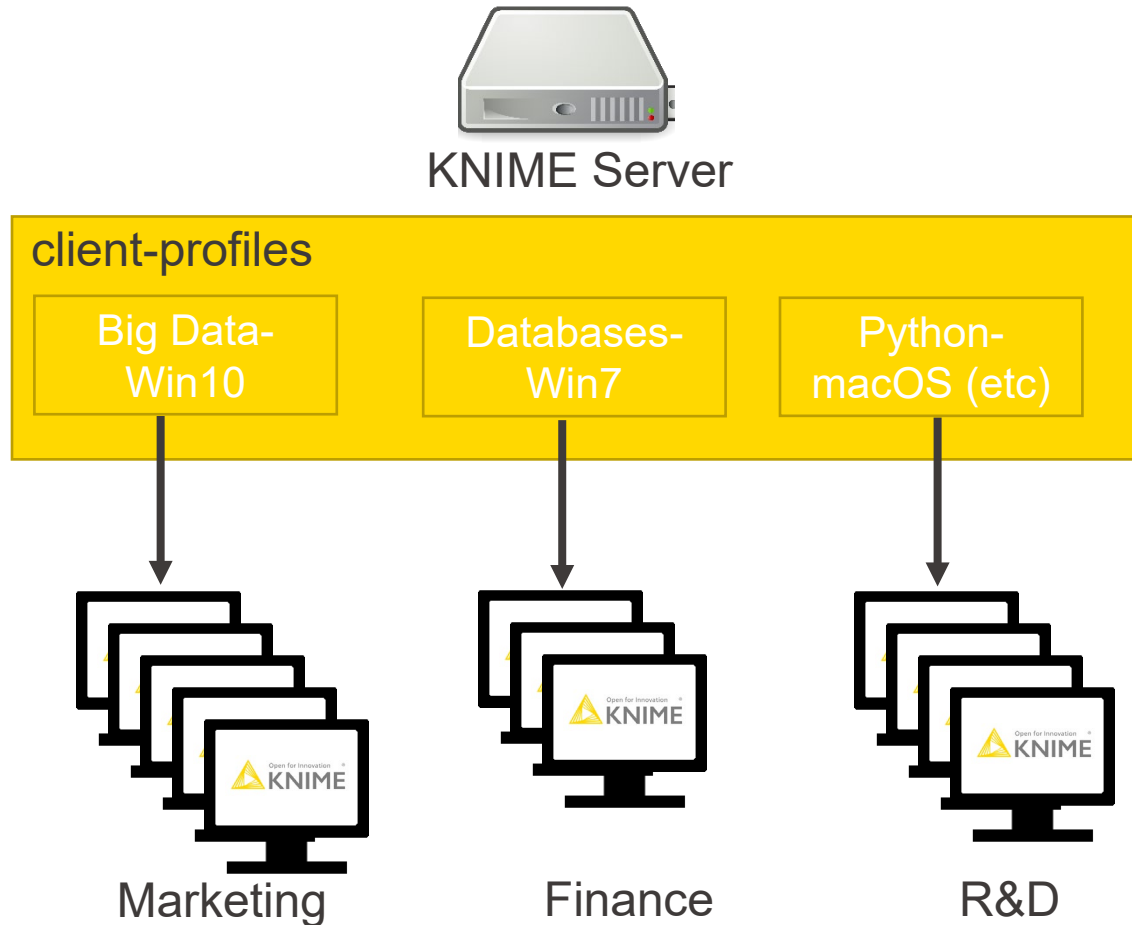 KNIME Server
client-profiles
Big Data-
Win10
Databases-
Win7
Python-
macOS (etc)
Open for Innovation ®
KNIME
Open for Innovation ®
KNIME
Open for Innovation ®
KNIME
Marketing
Finance
R&D